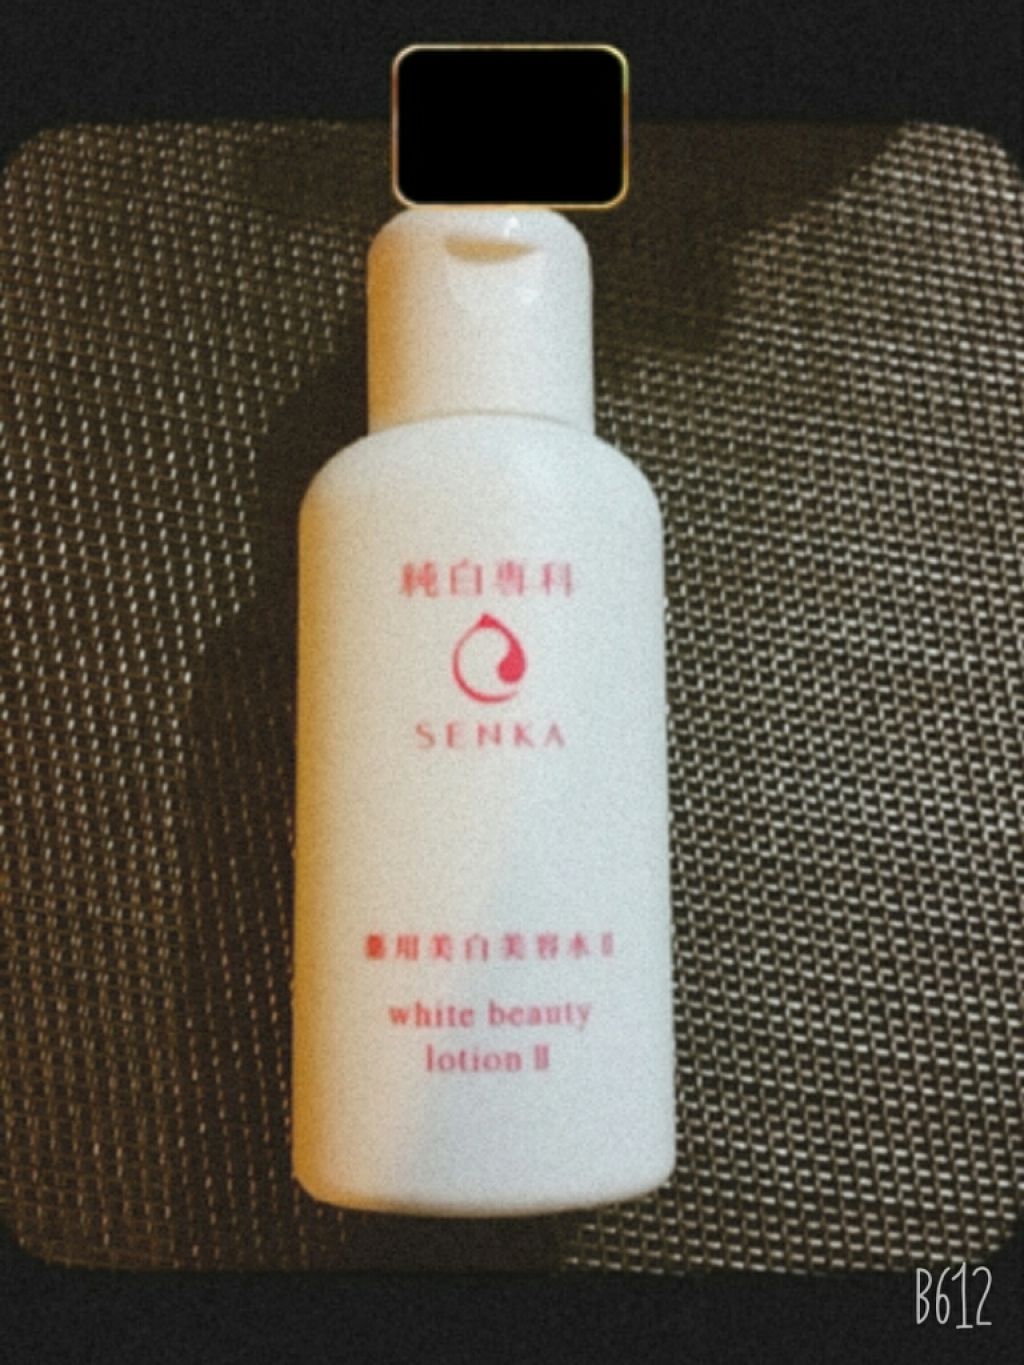 純白専科
SENKA
薬用美白美容水Ⅱ
white beauty
lotion Ⅱ
B612